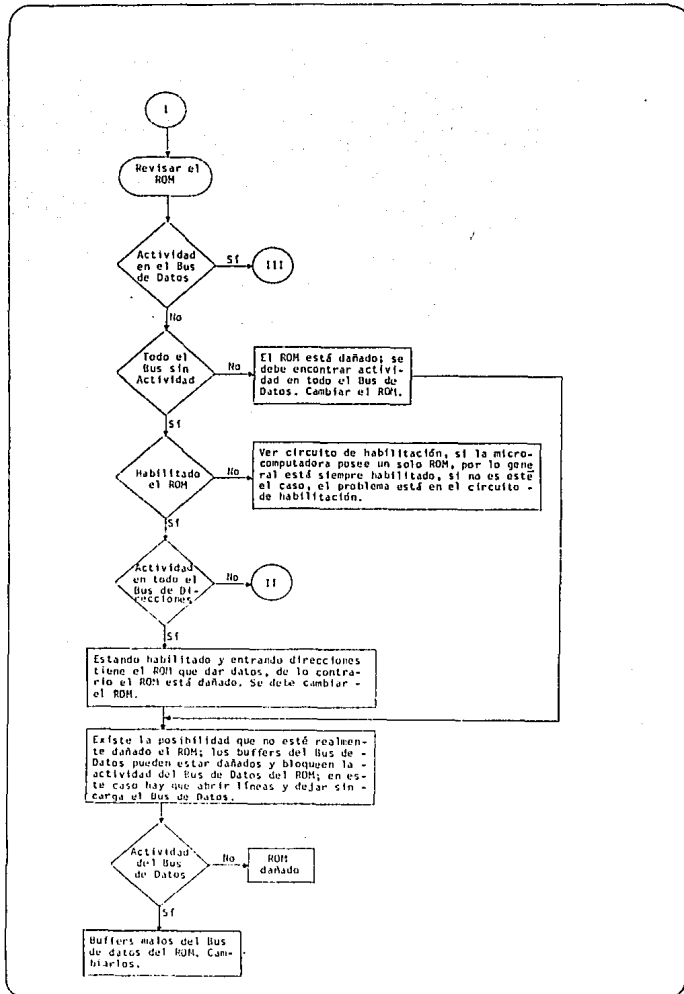 I
Revisar el
ROM
Actividad
en el Bus
de Datos
Sí
III
No
Todo el
Bus sin
Actividad
No
El ROM está dañado; se
debe encontrar activi-
dad en todo el Bus de
Datos. Cambiar el ROM.
Sí
Habilitado
el ROM
No
Ver circuito de habilitación, si la micro-
computadora posee un solo ROM, por lo gene
ral está siempre habilitado, si no es este
el caso, el problema está en el circuito -
de habilitación.
Sí
Actividad
en todo el
Bus de Di-
recciones
No
II
Sí
Estando habilitado y entrando direcciones
tiene el ROM que dar datos, de lo contra-
rio el ROM está dañado. Se debe cambiar -
el ROM.
Existe la posibilidad que no esté realmen-
te dañado el ROM; los buffers del Bus de -
Datos pueden estar dañados y bloqueen la -
actividad del Bus de Datos del ROM; en es-
te caso hay que abrir líneas y dejar sin -
carga el Bus de Datos.
Actividad
del Bus
de Datos
No
ROM
dañado
Sí
Buffers malos del Bus
de datos del ROM. Cam-
biarlos.